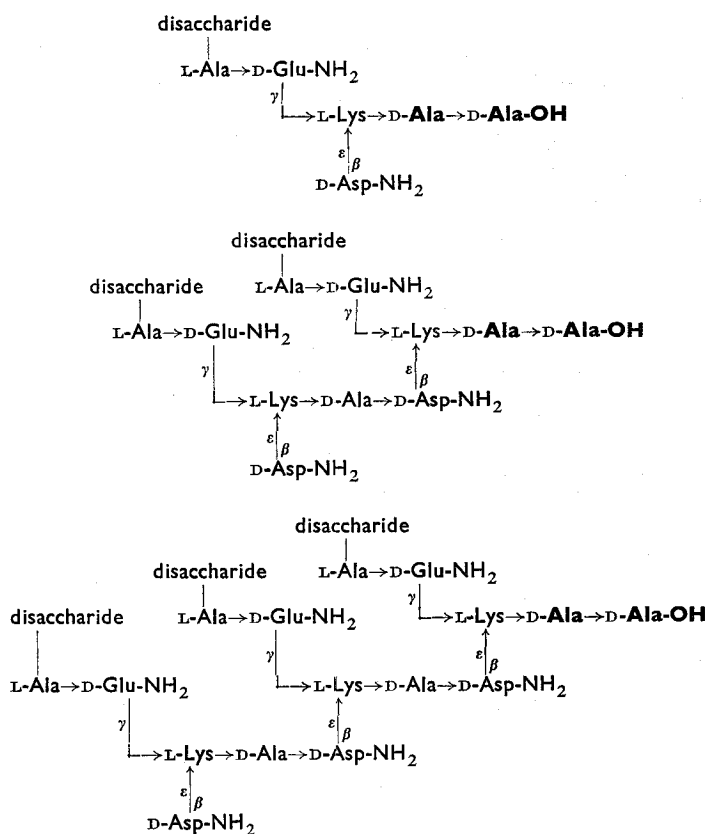 disaccharide
L-Ala→D-Glu-NH₂
γ
L-Lys→D-Ala→D-Ala-OH
ε β
D-Asp-NH₂
disaccharide
L-Ala→D-Glu-NH₂
disaccharide
γ
L-Ala→D-Glu-NH₂
L-Lys→D-Ala→D-Ala-OH
γ
ε β
L-Lys→D-Ala→D-Asp-NH₂
ε β
D-Asp-NH₂
disaccharide
L-Ala→D-Glu-NH₂
disaccharide
γ
L-Ala→D-Glu-NH₂
L-Lys→D-Ala→D-Ala-OH
disaccharide
γ
ε β
L-Ala→D-Glu-NH₂
L-Lys→D-Ala→D-Asp-NH₂
γ
ε β
L-Lys→D-Ala→D-Asp-NH₂
ε β
D-Asp-NH₂